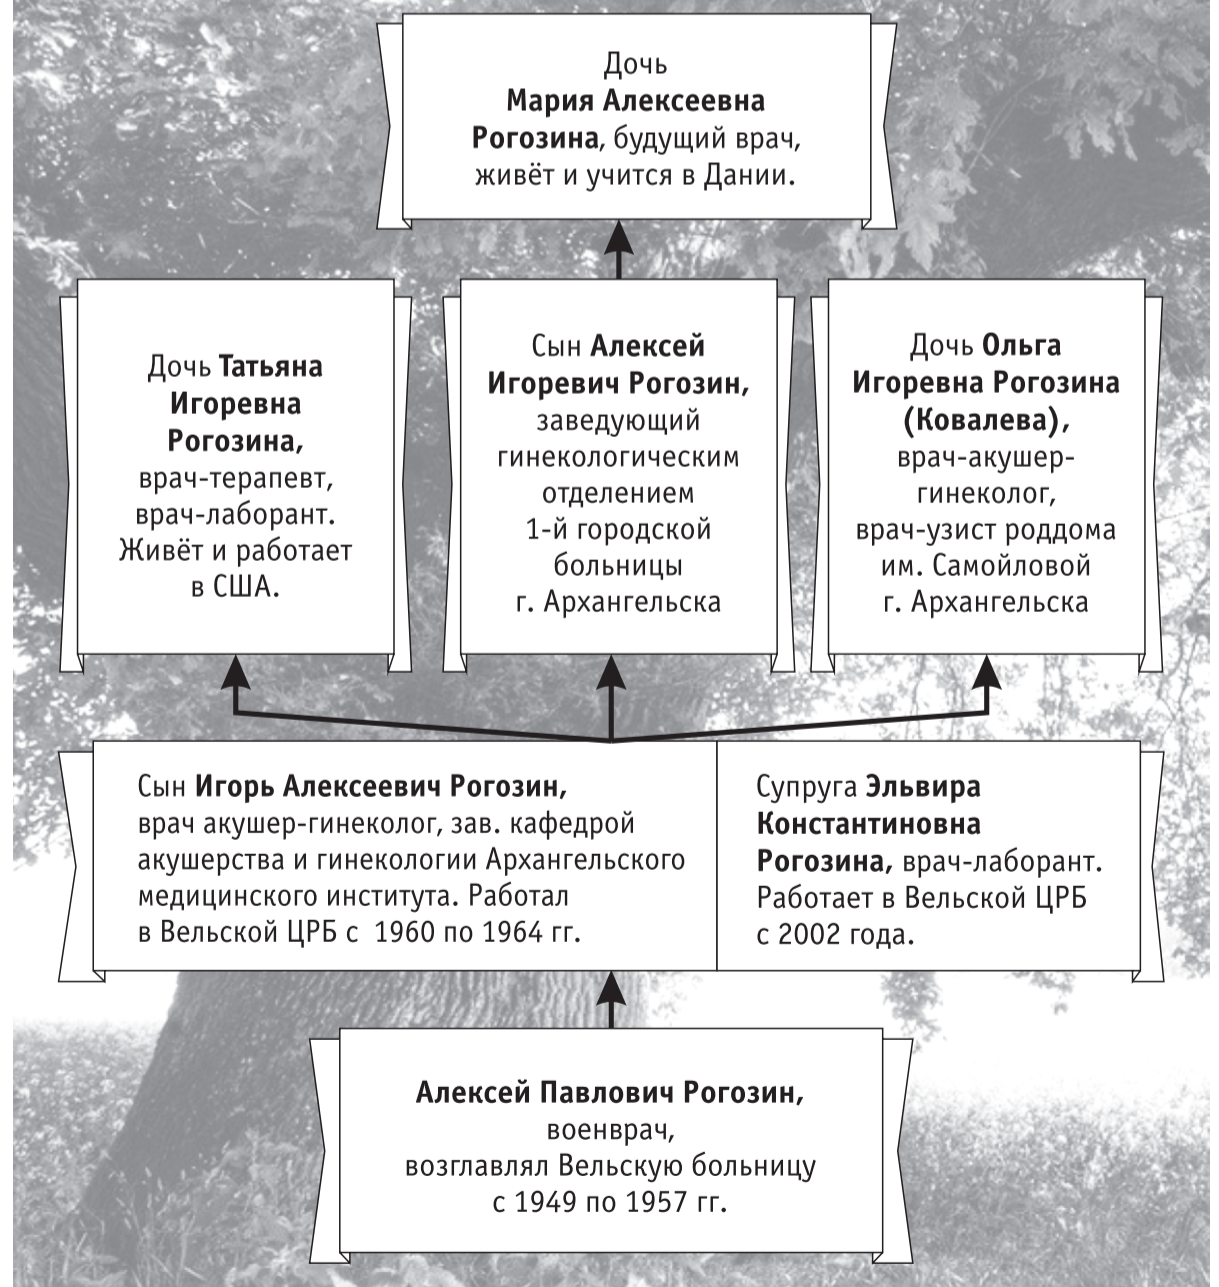 Дочь
Мария Алексеевна
Рогозина, будущий врач,
живёт и учится в Дании.
Дочь Татьяна
Игоревна
Рогозина,
врач-терапевт,
врач-лаборант.
Живёт и работает
в США.
Сын Алексей
Игоревич Рогозин,
заведующий
гинекологическим
отделением
1-й городской
больницы
г. Архангельска
Дочь Ольга
Игоревна Рогозина
(Ковалева),
врач-акушер-
гинеколог,
врач-узист роддома
им. Самойловой
г. Архангельска
Сын Игорь Алексеевич Рогозин,
врач акушер-гинеколог, зав. кафедрой
акушерства и гинекологии Архангельского
медицинского института. Работал
в Вельской ЦРБ с 1960 по 1964 гг.
Супруга Эльвира
Константиновна
Рогозина, врач-лаборант.
Работает в Вельской ЦРБ
с 2002 года.
Алексей Павлович Рогозин,
военврач,
возглавлял Вельскую больницу
с 1949 по 1957 гг.